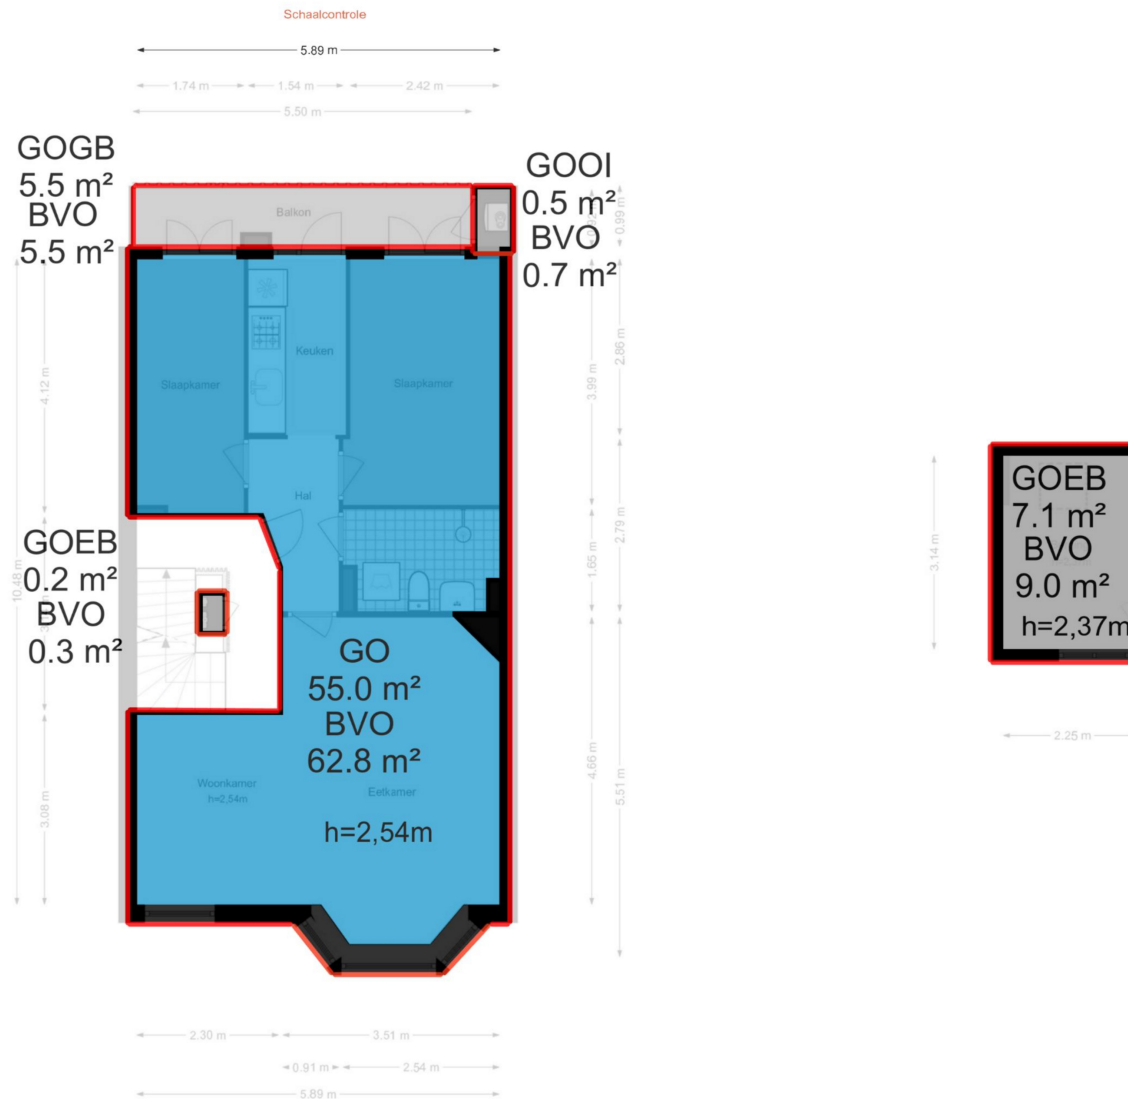 Schaalcontrole
5.89 m
1.74 m
1.54 m
2.42 m
5.50 m
GOGB
5.5 m²
BVO
5.5 m²
GOOI
0.5 m²
BVO
0.7 m²
Balkon
0.92
0.99 m
Keuken
Slaapkamer
Slaapkamer
4.12 m
3.99 m
2.86 m
Hal
GOEB
7.1 m²
BVO
9.0 m²
h=2,37m
3.14 m
2.25 m
GOEB
0.2 m²
BVO
0.3 m²
10.48 m
1.65 m
2.79 m
GO
55.0 m²
BVO
62.8 m²
h=2,54m
Woonkamer
h=2,54m
Eetkamer
3.08 m
4.66 m
5.51 m
2.30 m
3.51 m
0.91 m
2.54 m
5.89 m